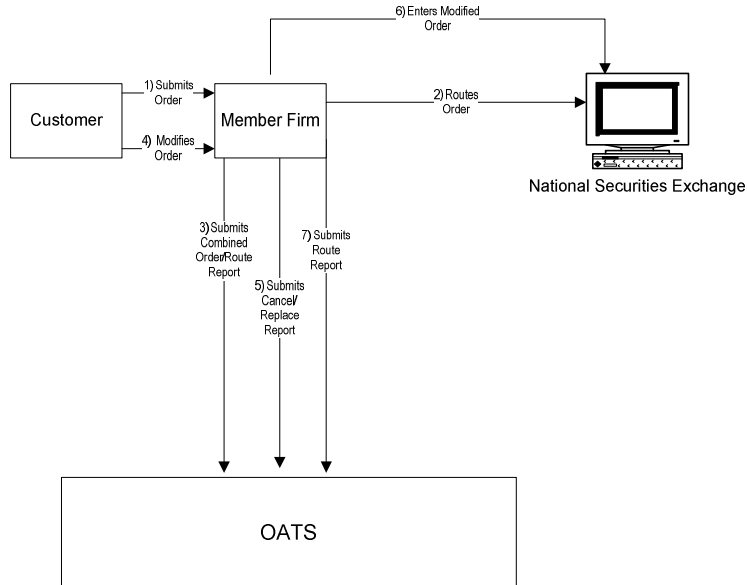 6) Enters Modified
Order
1) Submits
Order
Customer
Member Firm
2) Routes
Order
4) Modifies
Order
National Securities Exchange
3) Submits
Combined
Order/Route
Report
7) Submits
Route
Report
5) Submits
Cancel/
Replace
Report
OATS